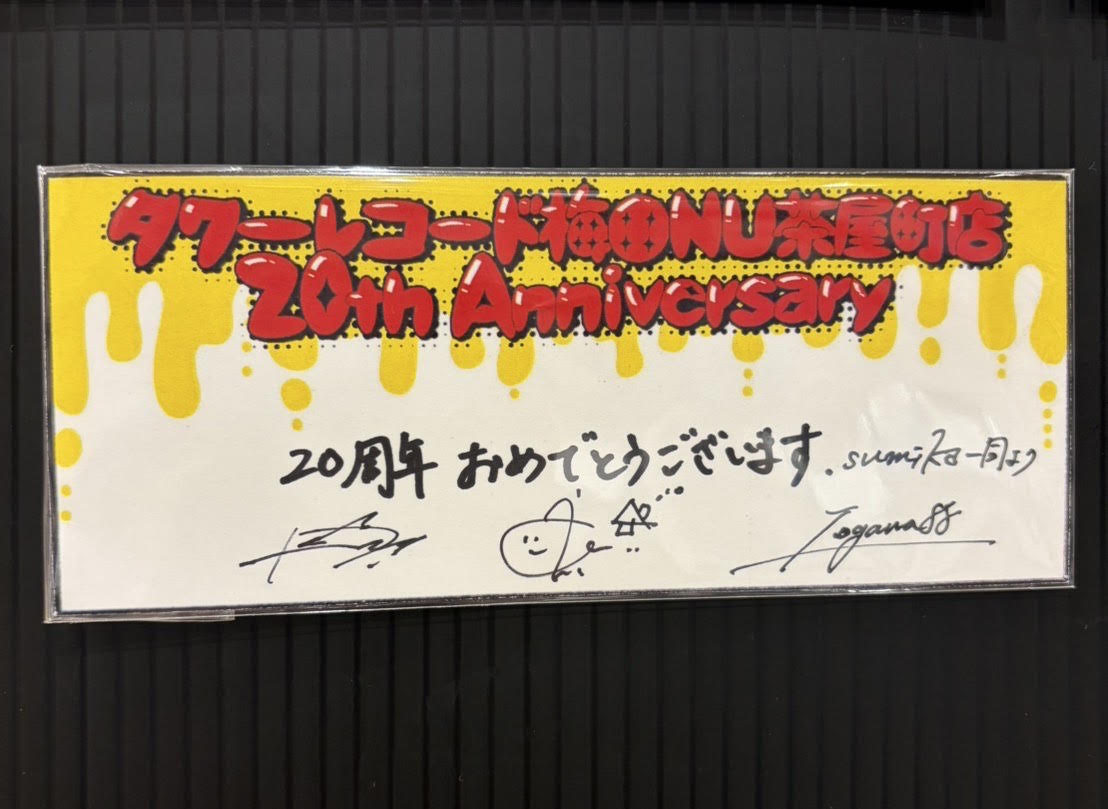 タワーレコード梅田NU茶屋町店
20th Anniversary
20周年 おめでとうございます. sumika一同より
Togawa88